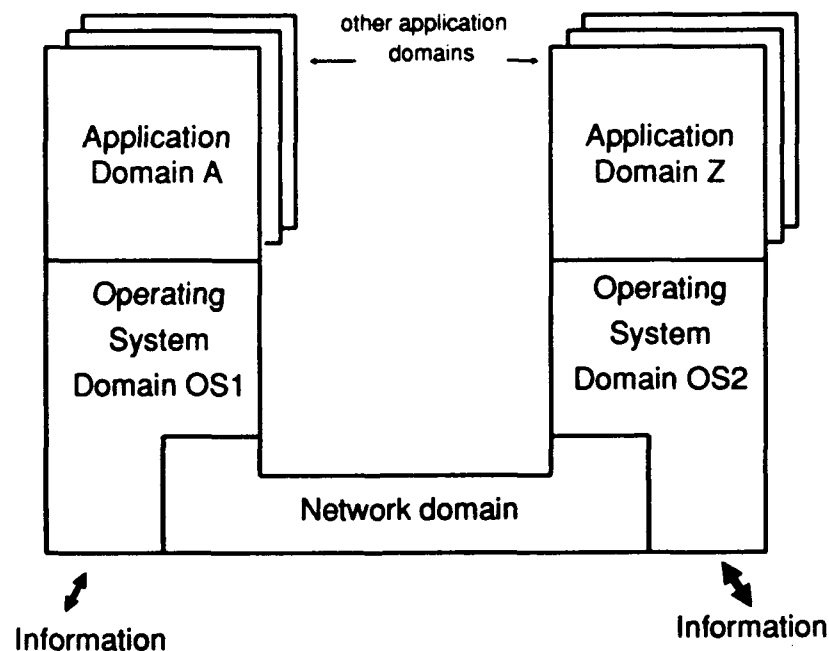 other application
domains
Application
Domain A
Application
Domain Z
Operating
System
Domain OS1
Operating
System
Domain OS2
Network domain
Information
Information